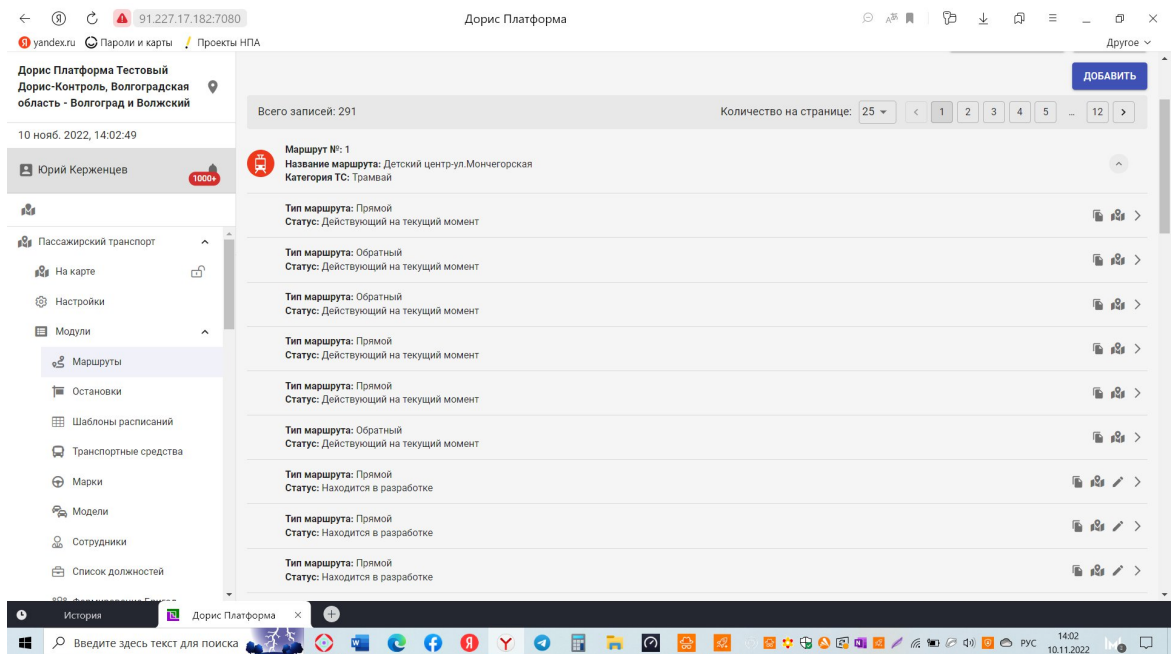 91.227.17.182:7080
Дорис Платформа
yandex.ru
Пароли и карты
Проекты НПА
Другое
Дорис Платформа Тестовый
Дорис-Контроль, Волгоградская
область - Волгоград и Волжский
10 нояб. 2022, 14:02:49
Юрий Керженцев
1000+
Пассажирский транспорт
На карте
Настройки
Модули
Маршруты
Остановки
Шаблоны расписаний
Транспортные средства
Марки
Модели
Сотрудники
Список должностей
ДОБАВИТЬ
Всего записей: 291
Количество на странице: 25
1 2 3 4 5 ... 12
Маршрут №: 1
Название маршрута: Детский центр-ул.Мончегорская
Категория ТС: Трамвай
Тип маршрута: Прямой
Статус: Действующий на текущий момент
Тип маршрута: Обратный
Статус: Действующий на текущий момент
Тип маршрута: Обратный
Статус: Действующий на текущий момент
Тип маршрута: Прямой
Статус: Действующий на текущий момент
Тип маршрута: Прямой
Статус: Действующий на текущий момент
Тип маршрута: Обратный
Статус: Действующий на текущий момент
Тип маршрута: Прямой
Статус: Находится в разработке
Тип маршрута: Прямой
Статус: Находится в разработке
Тип маршрута: Прямой
Статус: Находится в разработке
История
Дорис Платформа
Введите здесь текст для поиска
РУС
14:02
10.11.2022